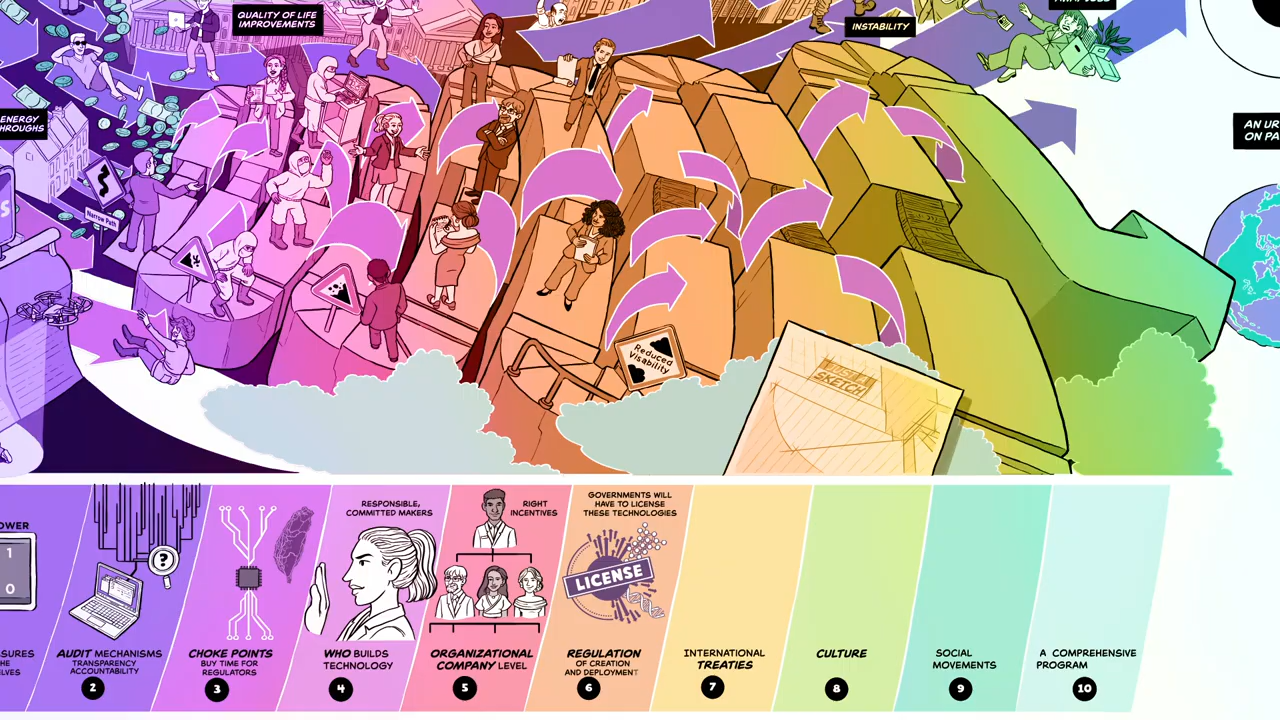 QUALITY OF LIFE
IMPROVEMENTS
INSTABILITY
ENERGY
THROUGHS
AN UR
ON PA
Narrow Path
S
Reduced
Visability
SKETCH
OWER
1
0
SURES
HE
LVES
AUDIT MECHANISMS
TRANSPARENCY
ACCOUNTABILITY
2
?
CHOKE POINTS
BUY TIME FOR
REGULATORS
3
RESPONSIBLE,
COMMITTED MAKERS
WHO BUILDS
TECHNOLOGY
4
RIGHT
INCENTIVES
ORGANIZATIONAL
COMPANY LEVEL
5
GOVERNMENTS WILL
HAVE TO LICENSE
THESE TECHNOLOGIES
LICENSE
REGULATION
OF CREATION
AND DEPLOYMENT
6
INTERNATIONAL
TREATIES
7
CULTURE
8
SOCIAL
MOVEMENTS
9
A COMPREHENSIVE
PROGRAM
10